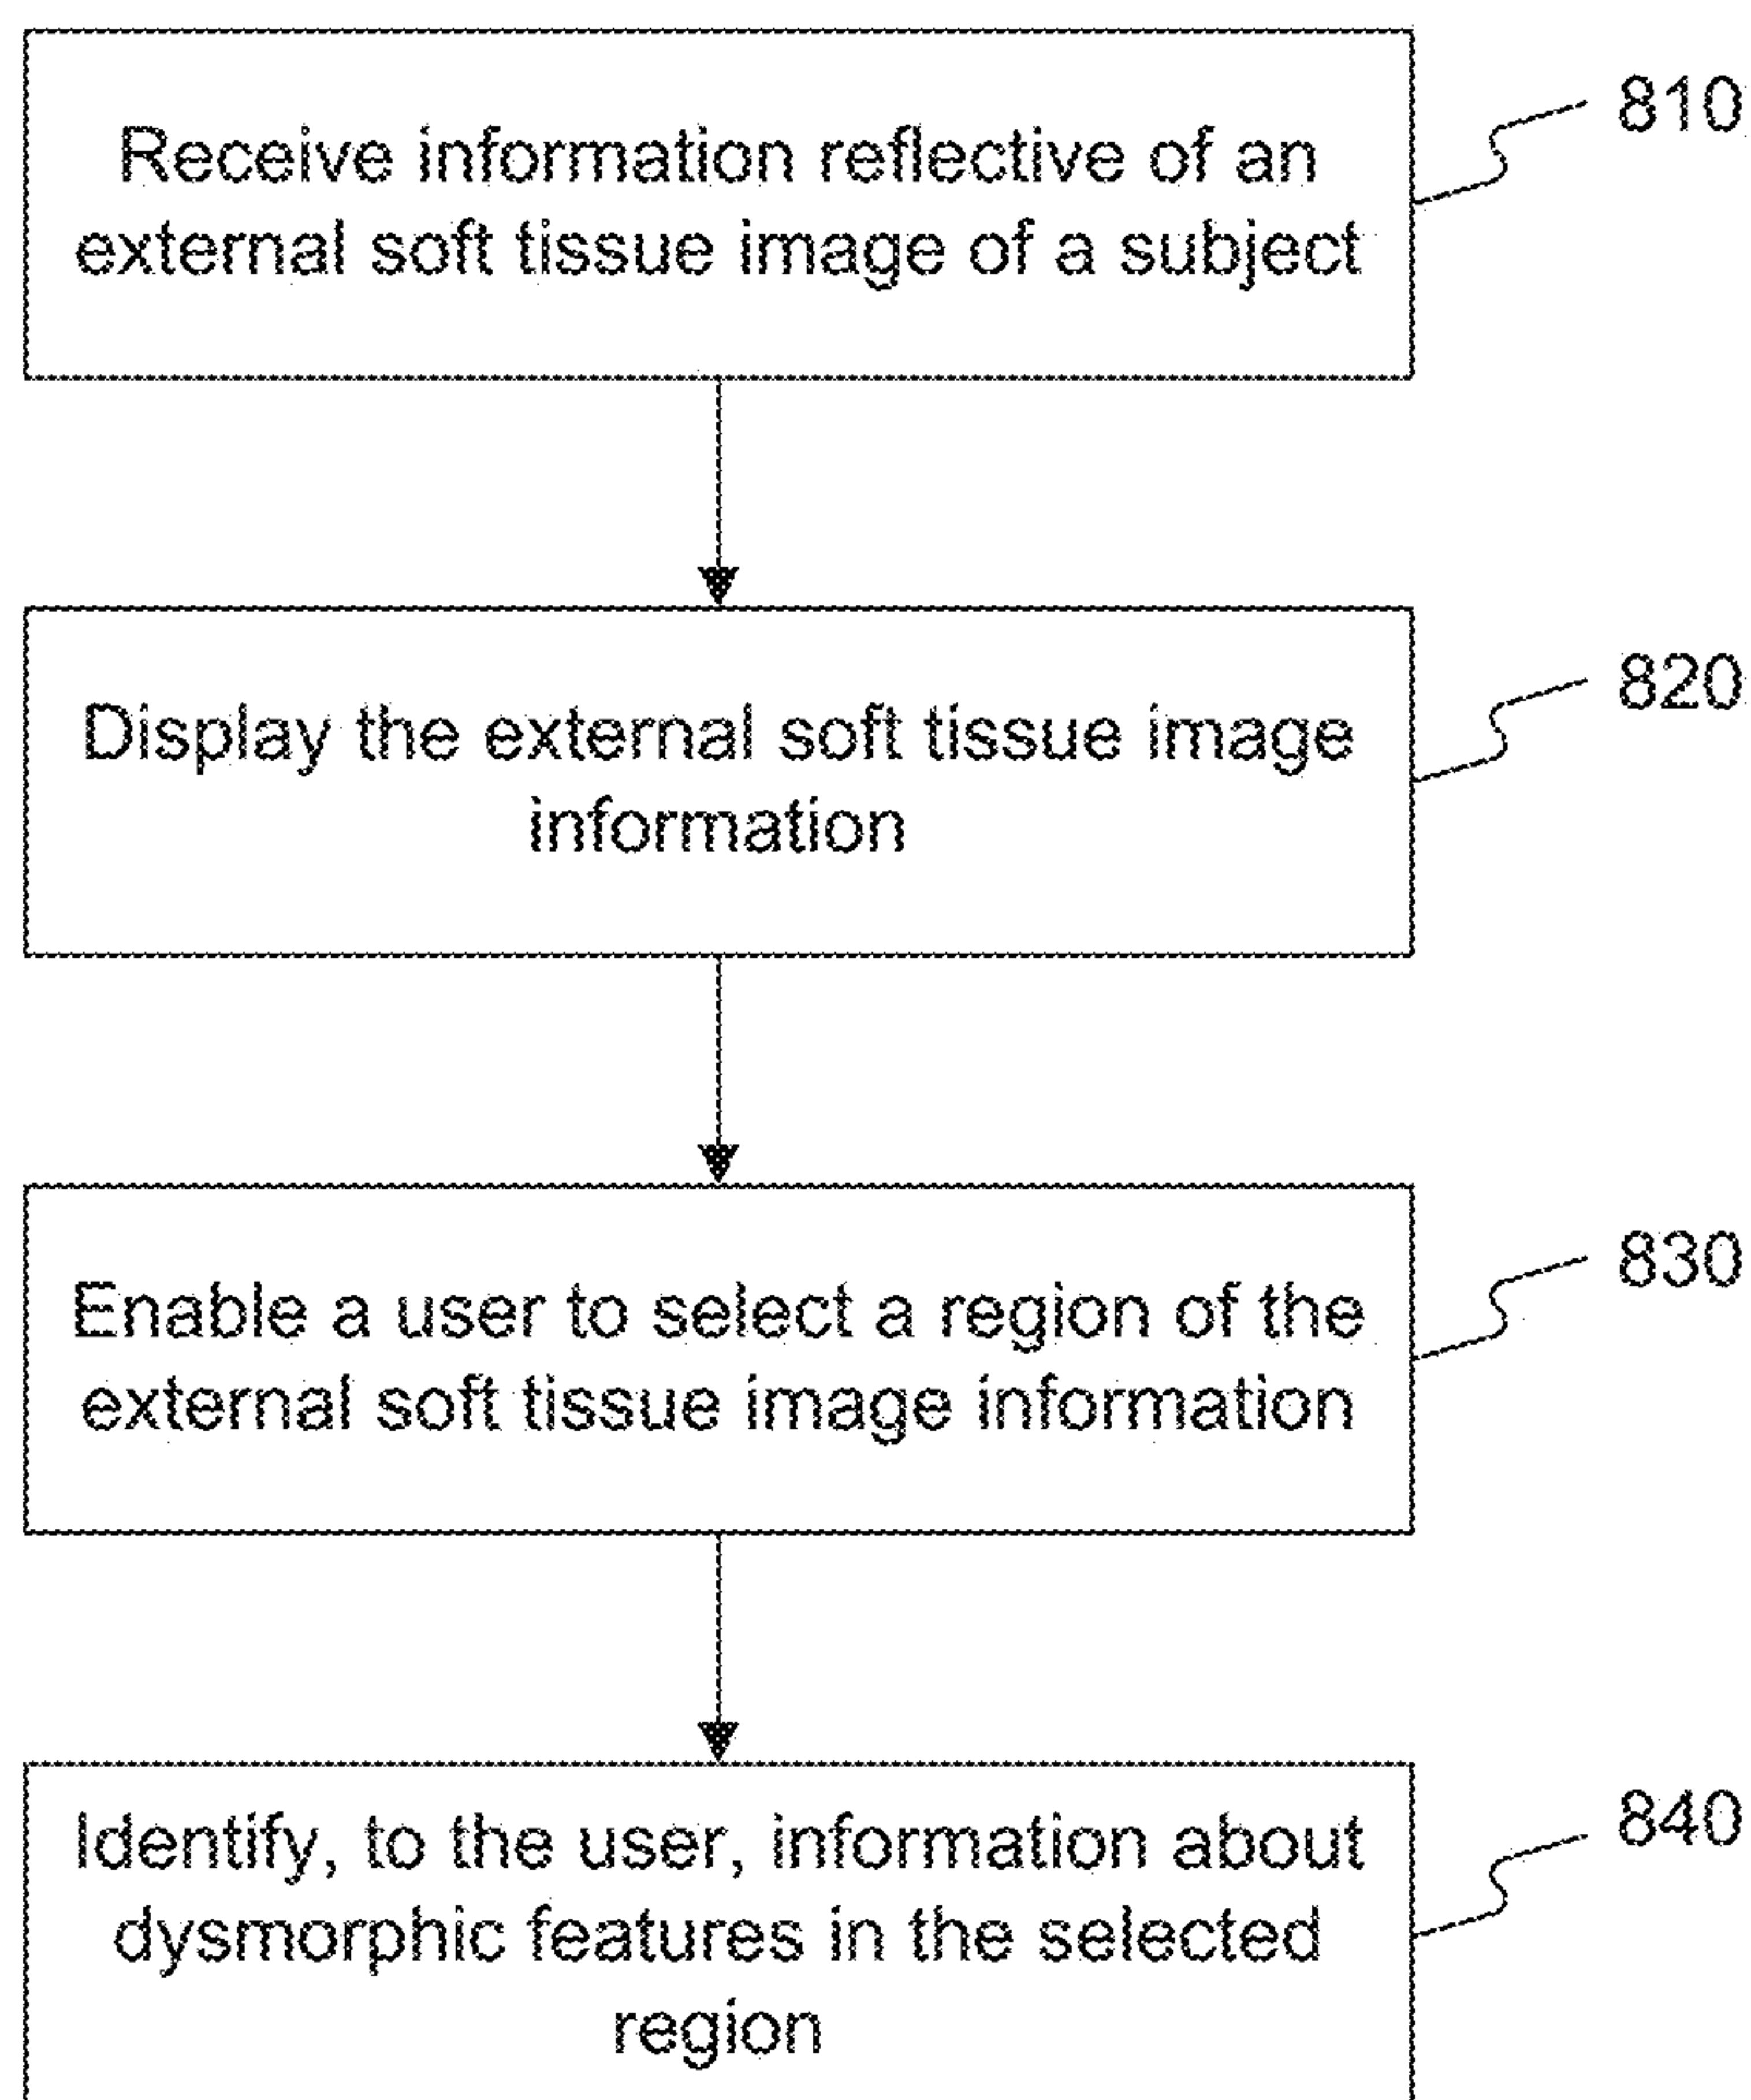 Receive information reflective of an
external soft tissue image of a subject
810
Display the external soft tissue image
information
820
Enable a user to select a region of the
external soft tissue image information
830
Identify, to the user, information about
dysmorphic features in the selected
region
840